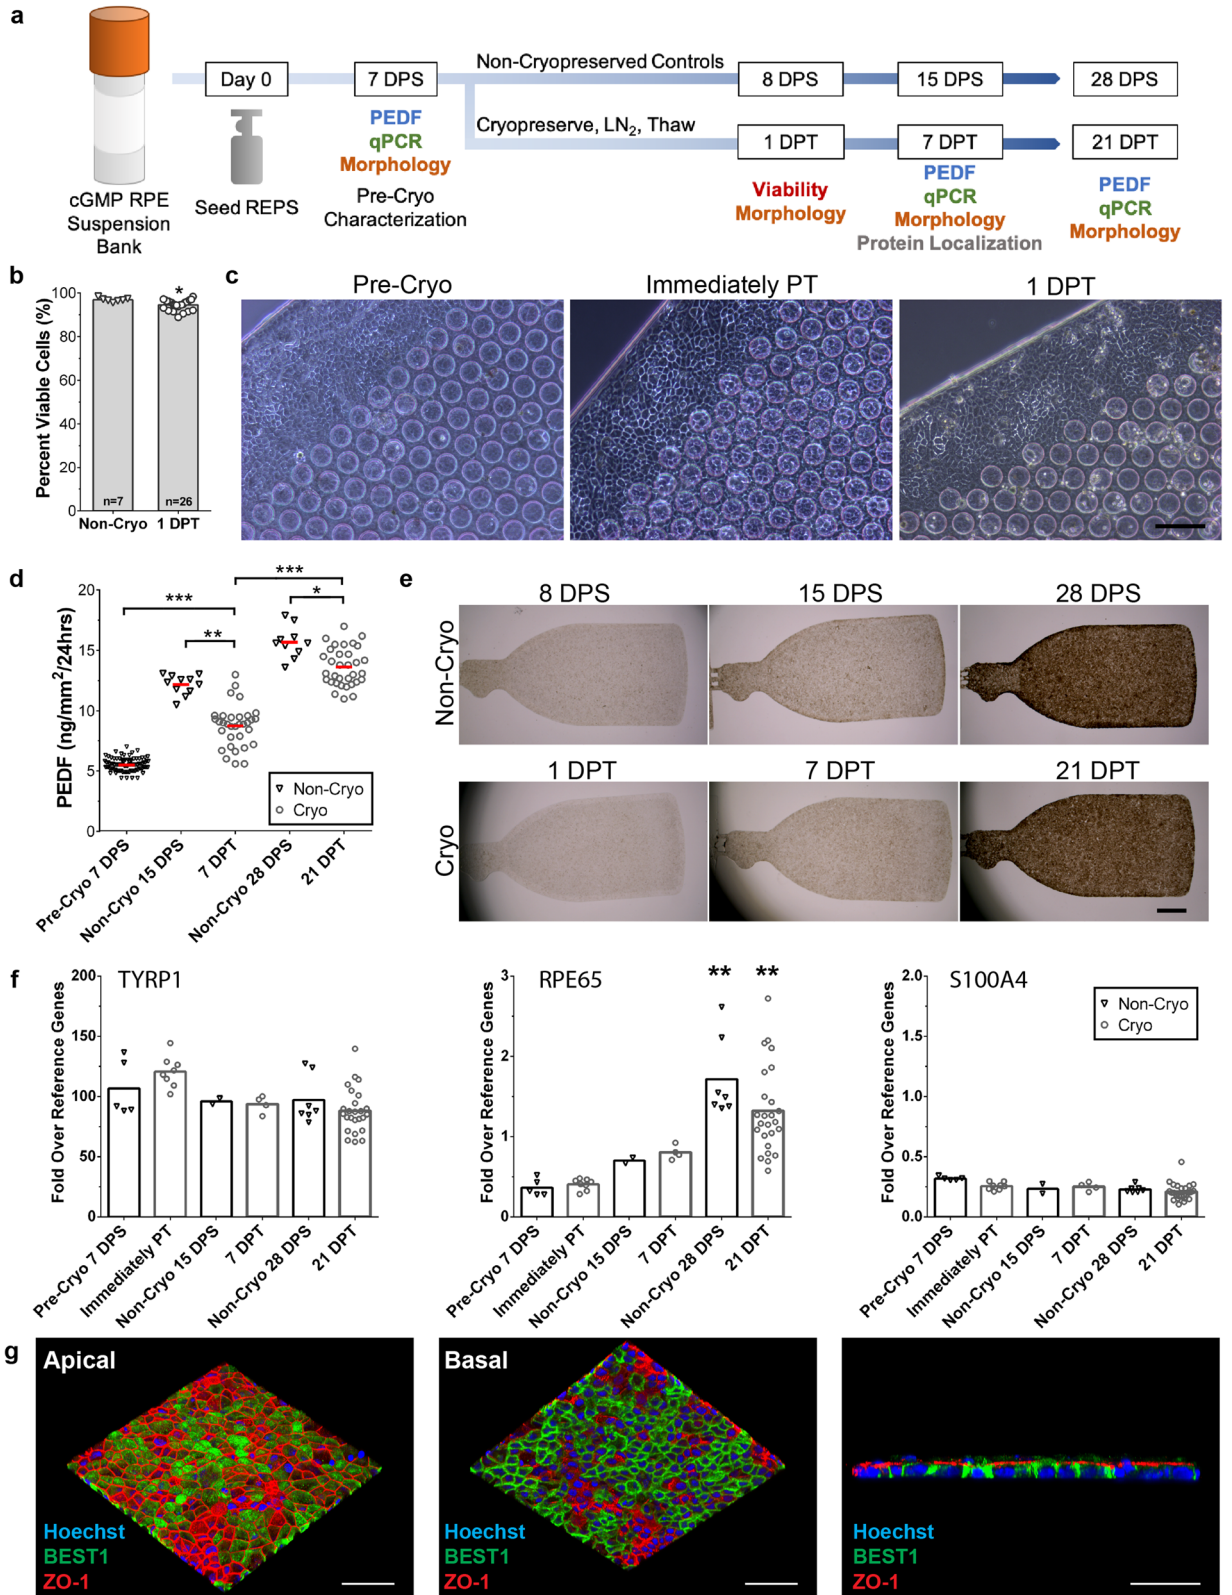 a
Day 0
7 DPS
Non-Cryopreserved Controls
8 DPS
15 DPS
28 DPS
Cryopreserve, LN2, Thaw
1 DPT
7 DPT
21 DPT
cGMP RPE
Suspension
Bank
Seed REPS
PEDF
qPCR
Morphology
Pre-Cryo
Characterization
Viability
Morphology
PEDF
qPCR
Morphology
Protein Localization
PEDF
qPCR
Morphology
b
Percent Viable Cells (%)
100
80
60
40
20
0
*
n=7
n=26
Non-Cryo
1 DPT
c
Pre-Cryo
Immediately PT
1 DPT
d
PEDF (ng/mm2/24hrs)
20
15
10
5
0
***
***
**
*
Non-Cryo
Cryo
Pre-Cryo 7 DPS
Non-Cryo 15 DPS
7 DPT
Non-Cryo 28 DPS
21 DPT
e
8 DPS
15 DPS
28 DPS
Non-Cryo
1 DPT
7 DPT
21 DPT
Cryo
f
TYRP1
Fold Over Reference Genes
200
150
100
50
0
Pre-Cryo 7 DPS
Immediately PT
Non-Cryo 15 DPS
7 DPT
Non-Cryo 28 DPS
21 DPT
RPE65
Fold Over Reference Genes
3
2
1
0
**
**
Pre-Cryo 7 DPS
Immediately PT
Non-Cryo 15 DPS
7 DPT
Non-Cryo 28 DPS
21 DPT
S100A4
Fold Over Reference Genes
2.0
1.5
1.0
0.5
0.0
Non-Cryo
Cryo
Pre-Cryo 7 DPS
Immediately PT
Non-Cryo 15 DPS
7 DPT
Non-Cryo 28 DPS
21 DPT
g
Apical
Hoechst
BEST1
ZO-1
Basal
Hoechst
BEST1
ZO-1
Hoechst
BEST1
ZO-1